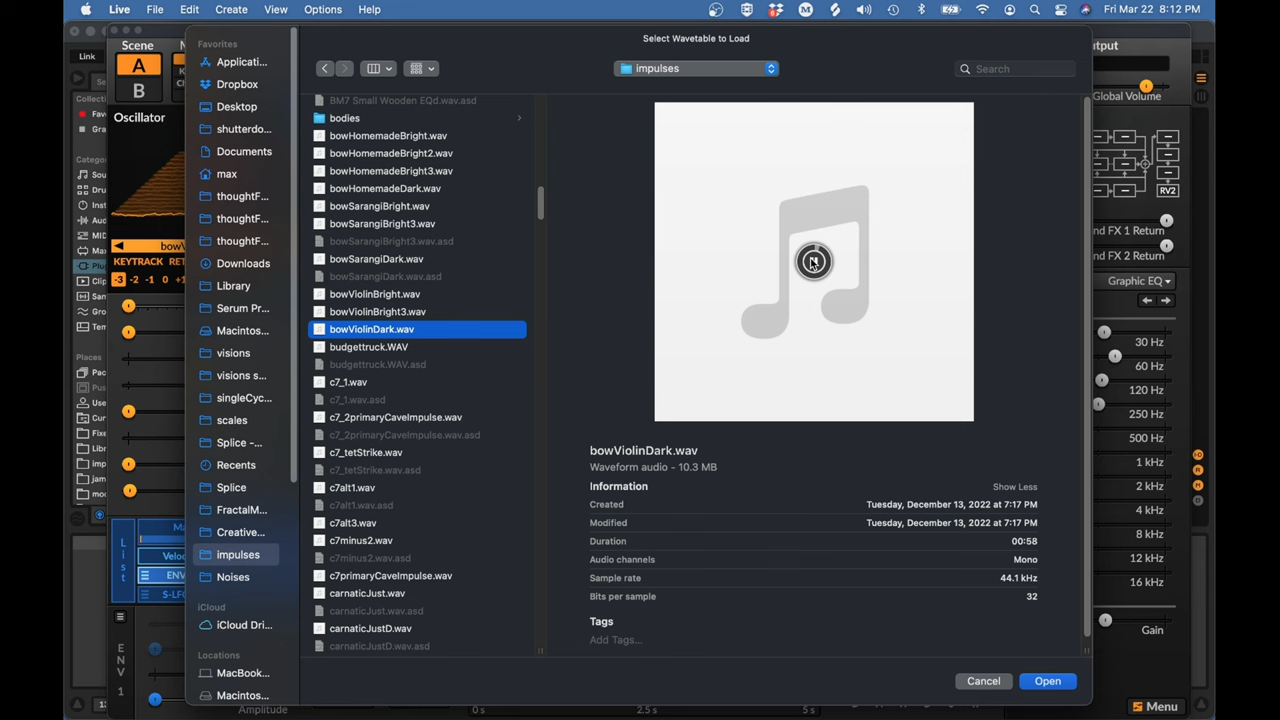 Live File Edit Create View Options Help Fri Mar 22 8:12 PM
Select Wavetable to Load
Link
Scene
A
B
Oscillator
KEYTRACK
-3 -2 -1 0 +1
Favorites
Applicati...
Dropbox
Desktop
shutterdo...
Documents
max
thoughtF...
thoughtF...
thoughtF...
Downloads
Library
Serum Pr...
Macintos...
visions
visions s...
singleCyc...
scales
Splice -...
Recents
Splice
FractalM...
Creative...
impulses
Noises
iCloud
iCloud Dri...
Locations
MacBook...
Macintos...
impulses
Search
BM7 Small Wooden EQd.wav.asd
bodies
bowHomemadeBright.wav
bowHomemadeBright2.wav
bowHomemadeBright3.wav
bowHomemadeDark.wav
bowSarangiBright.wav
bowSarangiBright3.wav
bowSarangiBright3.wav.asd
bowSarangiDark.wav
bowSarangiDark.wav.asd
bowViolinBright.wav
bowViolinBright3.wav
bowViolinDark.wav
budgettruck.WAV
budgettruck.WAV.asd
c7_1.wav
c7_1.wav.asd
c7_2primaryCaveImpulse.wav
c7_2primaryCaveImpulse.wav.asd
c7_tetStrike.wav
c7_tetStrike.wav.asd
c7alt1.wav
c7alt1.wav.asd
c7alt3.wav
c7minus2.wav
c7minus2.wav.asd
c7primaryCaveImpulse.wav
carnaticJust.wav
carnaticJust.wav.asd
carnaticJustD.wav
carnaticJustD.wav.asd
bowViolinDark.wav
Waveform audio - 10.3 MB
Information Show Less
Created Tuesday, December 13, 2022 at 7:17 PM
Modified Tuesday, December 13, 2022 at 7:17 PM
Duration 00:58
Audio channels Mono
Sample rate 44.1 kHz
Bits per sample 32
Tags
Add Tags...
Cancel Open
Global Volume
RV2
nd FX 1 Return
nd FX 2 Return
Graphic EQ
30 Hz
60 Hz
120 Hz
250 Hz
500 Hz
1 kHz
2 kHz
4 kHz
8 kHz
12 kHz
16 kHz
Gain
Menu
List
ENV 1
Amplitude 0 s 2.5 s 5 s